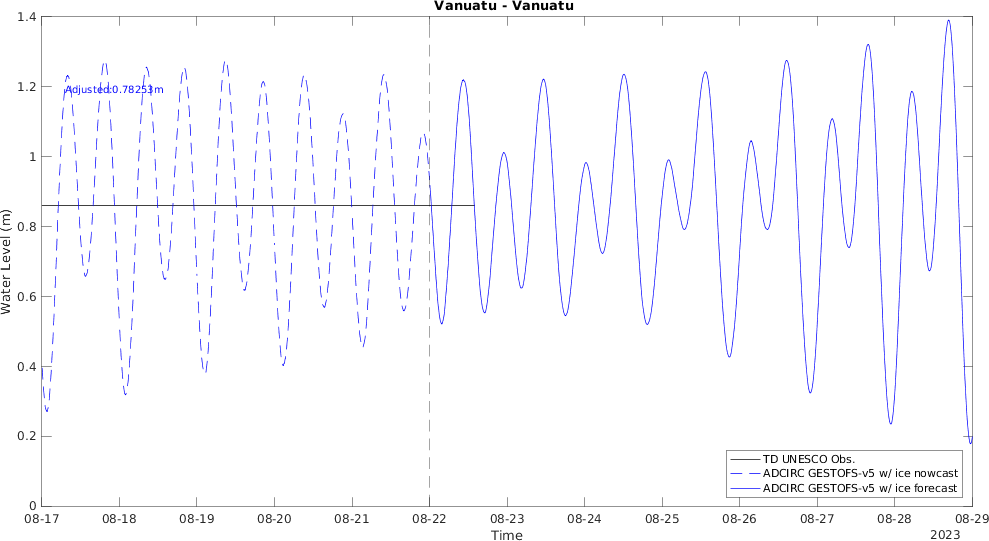 Vanuatu - Vanuatu
1.4
1.2
1
0.8
0.6
0.4
0.2
0
Water Level (m)
Adjusted:0.78253m
TD UNESCO Obs.
ADCIRC GESTOFS-v5 w/ ice nowcast
ADCIRC GESTOFS-v5 w/ ice forecast
08-17 08-18 08-19 08-20 08-21 08-22 08-23 08-24 08-25 08-26 08-27 08-28 08-29
Time
2023